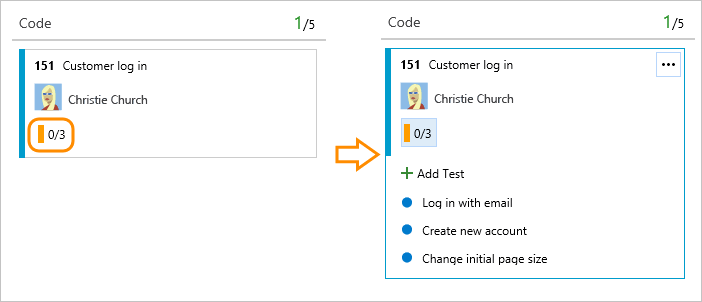 Code 1/5
151 Customer log in
Christie Church
0/3
Code 1/5
151 Customer log in ...
Christie Church
0/3
Add Test
Log in with email
Create new account
Change initial page size